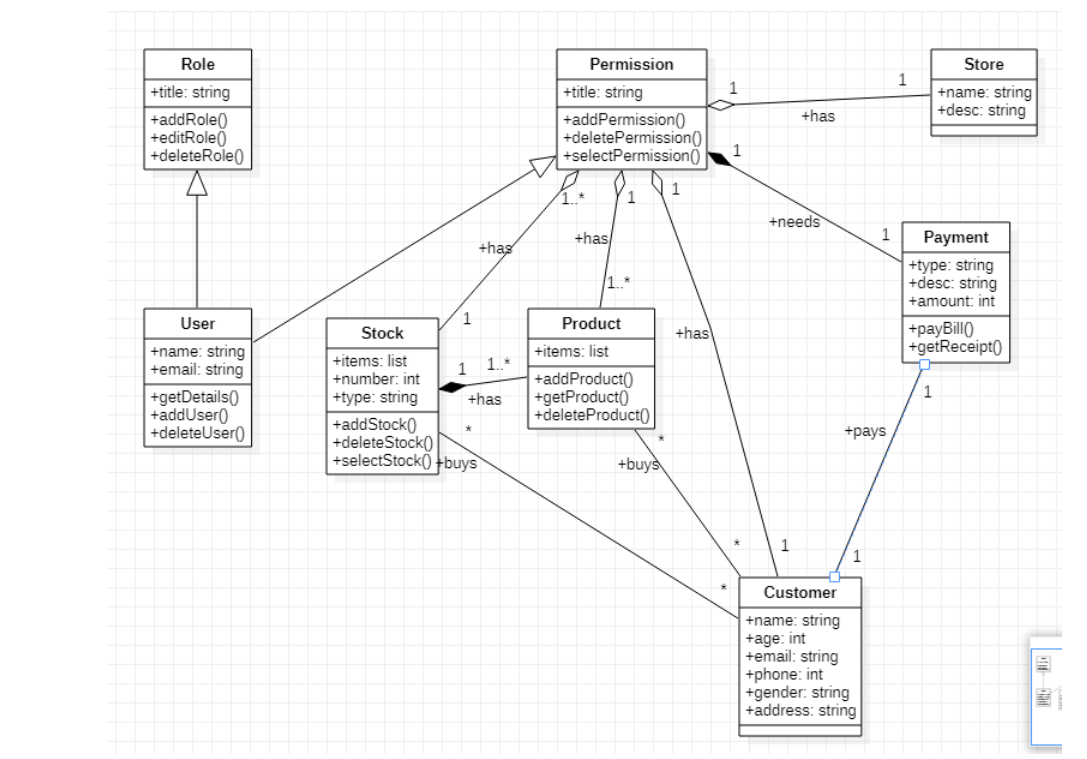 Role
+title: string
+addRole()
+editRole()
+deleteRole()
Permission
+title: string
+addPermission()
+deletePermission()
+selectPermission()
Store
+name: string
+desc: string
1
1
+has
1
+needs
1
1..*
+has
1
1
+has
1..*
1
+has
1
Payment
+type: string
+desc: string
+amount: int
+payBill()
+getReceipt()
User
+name: string
+email: string
+getDetails()
+addUser()
+deleteUser()
Stock
+items: list
+number: int
+type: string
+addStock()
+deleteStock()
+selectStock()
1
1..*
+has
Product
+items: list
+addProduct()
+getProduct()
+deleteProduct()
*
+buys
*
*
+buys
*
1
+pays
1
Customer
+name: string
+age: int
+email: string
+phone: int
+gender: string
+address: string